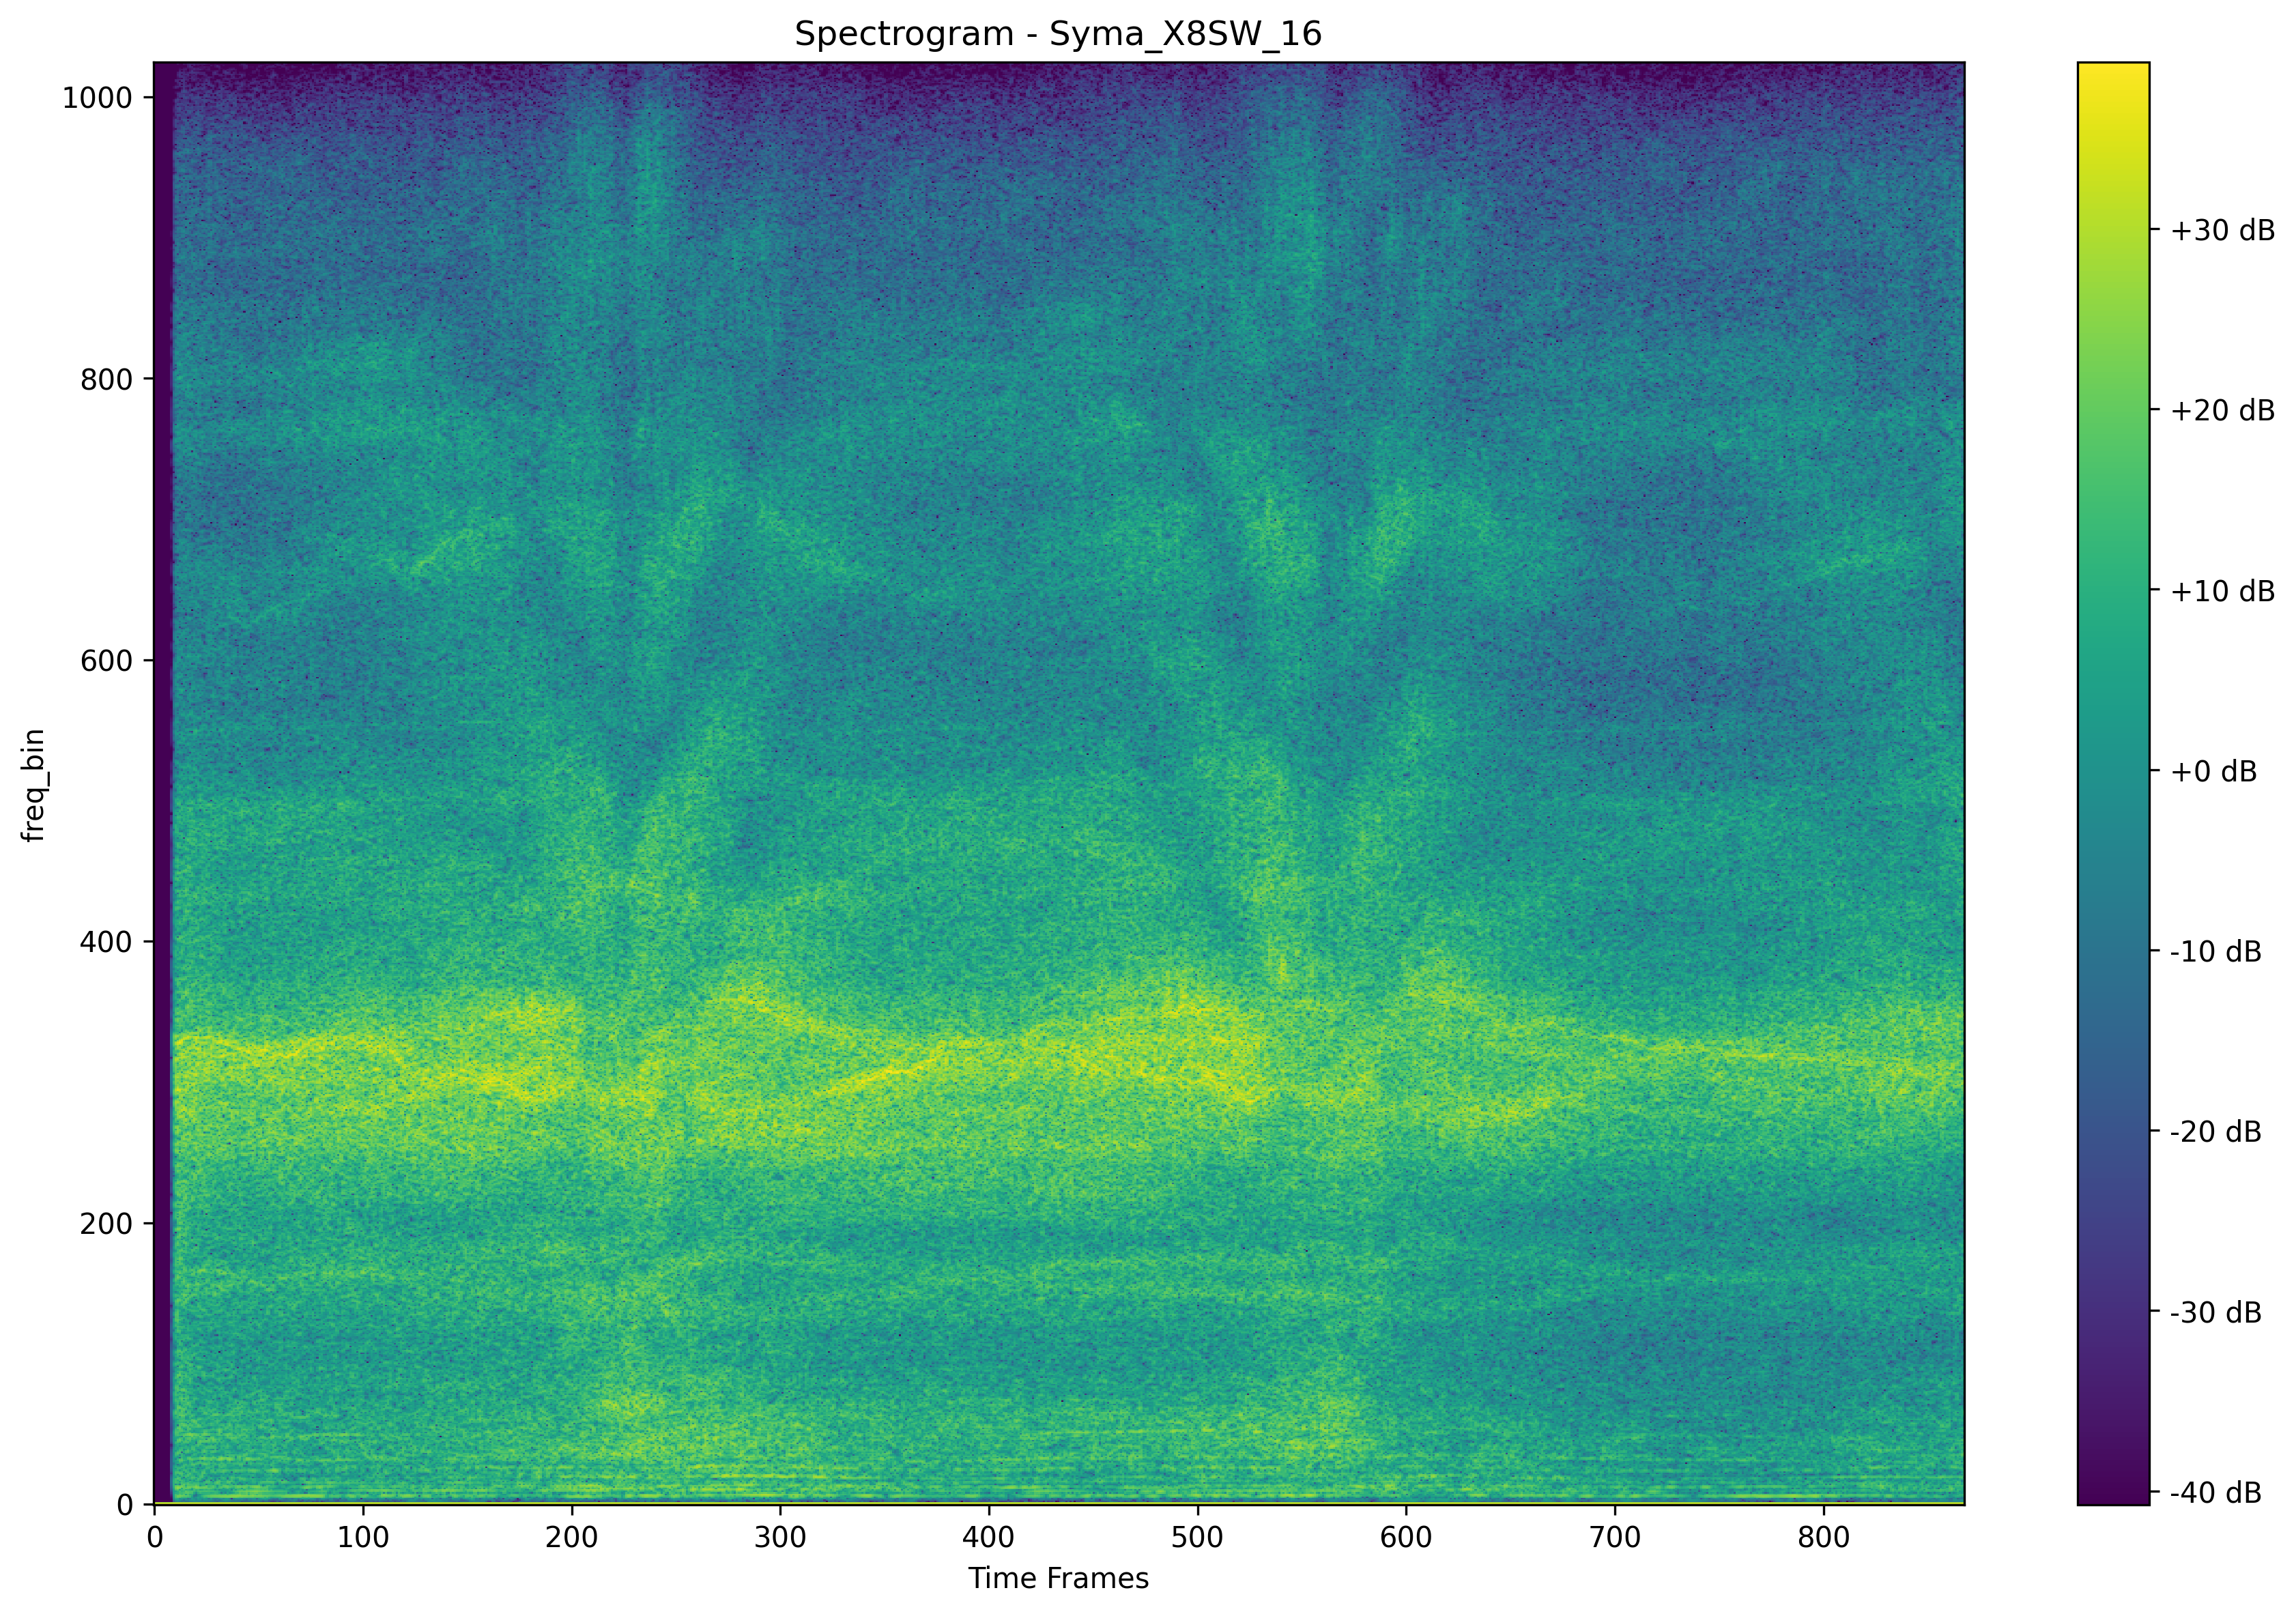 Spectrogram - Syma_X8SW_16
freq_bin
1000
800
600
400
200
0
0 100 200 300 400 500 600 700 800
Time Frames
+30 dB
+20 dB
+10 dB
+0 dB
-10 dB
-20 dB
-30 dB
-40 dB